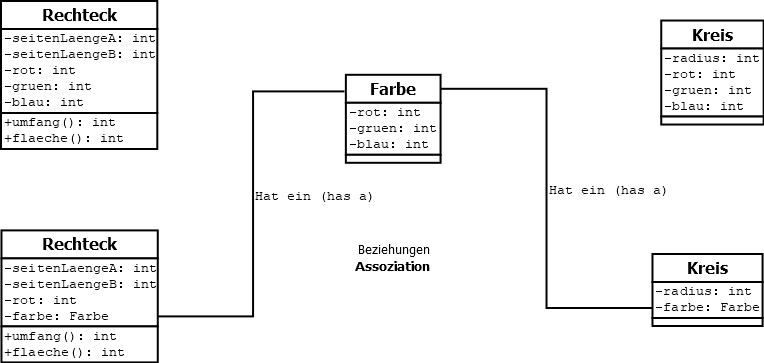 Rechteck
-seitenLaengeA: int
-seitenLaengeB: int
-rot: int
-gruen: int
-blau: int
+umfang(): int
+flaeche(): int
Farbe
-rot: int
-gruen: int
-blau: int
Kreis
-radius: int
-rot: int
-gruen: int
-blau: int
Hat ein (has a)
Hat ein (has a)
Beziehungen
Assoziation
Rechteck
-seitenLaengeA: int
-seitenLaengeB: int
-rot: int
-farbe: Farbe
+umfang(): int
+flaeche(): int
Kreis
-radius: int
-farbe: Farbe